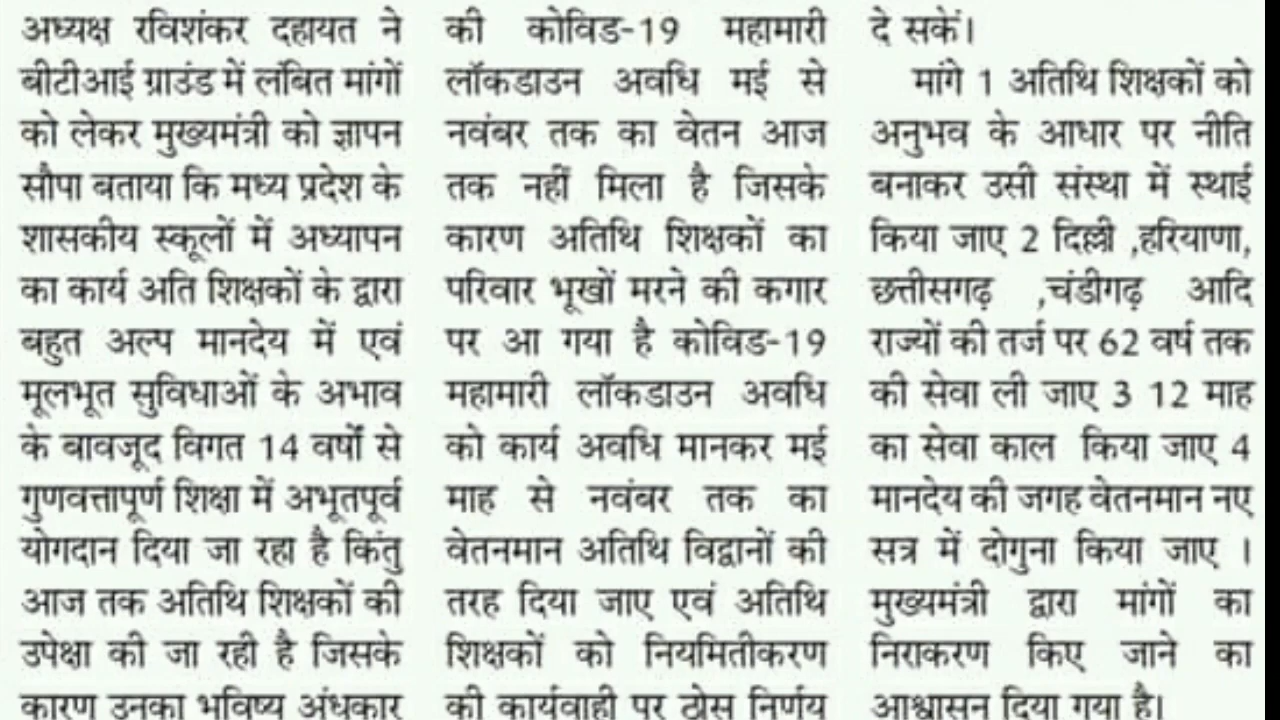 अध्यक्ष रविशंकर दहायत ने
बीटीआई ग्राउंड में लंबित मांगों
को लेकर मुख्यमंत्री को ज्ञापन
सौपा बताया कि मध्य प्रदेश के
शासकीय स्कूलों में अध्यापन
का कार्य अति शिक्षकों के द्वारा
बहुत अल्प मानदेय में एवं
मूलभूत सुविधाओं के अभाव
के बावजूद विगत 14 वर्षों से
गुणवत्तापूर्ण शिक्षा में अभूतपूर्व
योगदान दिया जा रहा है किंतु
आज तक अतिथि शिक्षकों की
उपेक्षा की जा रही है जिसके
कारण उनका भविष्य अंधकार
की कोविड-19 महामारी
लॉकडाउन अवधि मई से
नवंबर तक का वेतन आज
तक नहीं मिला है जिसके
कारण अतिथि शिक्षकों का
परिवार भूखों मरने की कगार
पर आ गया है कोविड-19
महामारी लॉकडाउन अवधि
को कार्य अवधि मानकर मई
माह से नवंबर तक का
वेतनमान अतिथि विद्वानों की
तरह दिया जाए एवं अतिथि
शिक्षकों को नियमितीकरण
की कार्यवाही पर ठोस निर्णय
दे सकें।
मांगे 1 अतिथि शिक्षकों को
अनुभव के आधार पर नीति
बनाकर उसी संस्था में स्थाई
किया जाए 2 दिल्ली ,हरियाणा,
छत्तीसगढ़ ,चंडीगढ़ आदि
राज्यों की तर्ज पर 62 वर्ष तक
की सेवा ली जाए 3 12 माह
का सेवा काल किया जाए 4
मानदेय की जगह वेतनमान नए
सत्र में दोगुना किया जाए ।
मुख्यमंत्री द्वारा मांगों का
निराकरण किए जाने का
आश्वासन दिया गया है।